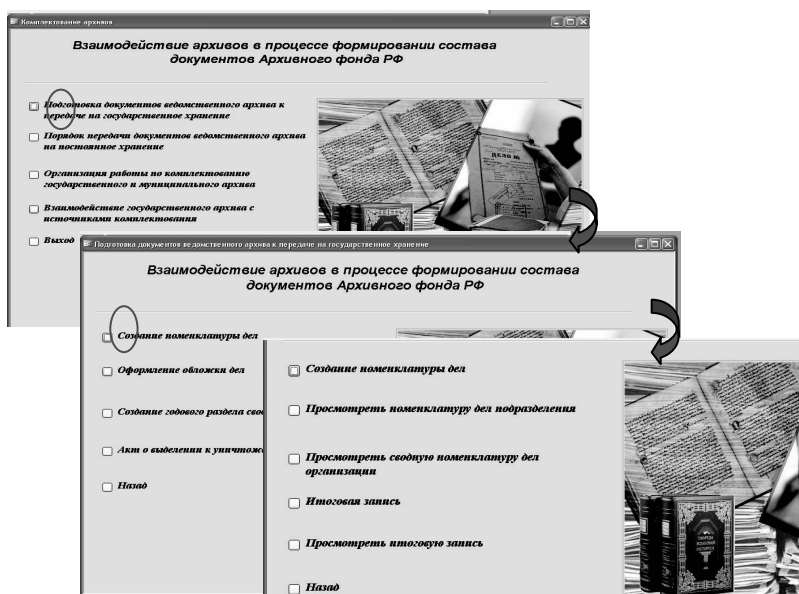 Комплектование архивов
Взаимодействие архивов в процессе формировании состава
документов Архивного фонда РФ
Подготовка документов ведомственного архива к
передаче на государственное хранение
Порядок передачи документов ведомственного архива
на постоянное хранение
Организация работы по комплектованию
государственного и муниципального архива
Взаимодействие государственного архива с
источниками комплектования
Выход
ДЕЛО №
Подготовка документов ведомственного архива к передаче на государственное хранение
Взаимодействие архивов в процессе формировании состава
документов Архивного фонда РФ
Создание номенклатуры дел
Оформление обложки дел
Создание годового раздела сво
Акт о выделении к уничтож
Назад
Создание номенклатуры дел
Просмотреть номенклатуру дел подразделения
Просмотреть сводную номенклатуру дел
организации
Итоговая запись
Просмотреть итоговую запись
Назад